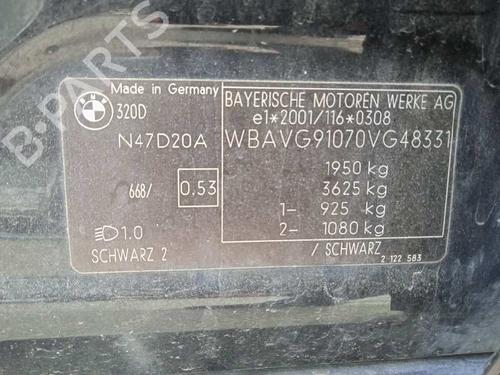 BMW
Made in Germany
320D
N47D20A
668/ 0.53
1.0
SCHWARZ 2
BAYERISCHE MOTOREN WERKE AG
e1*2001/116*0308
WBAVG91070VG48331
1950 kg
3625 kg
1- 925 kg
2- 1080 kg
/ SCHWARZ
2 122 583